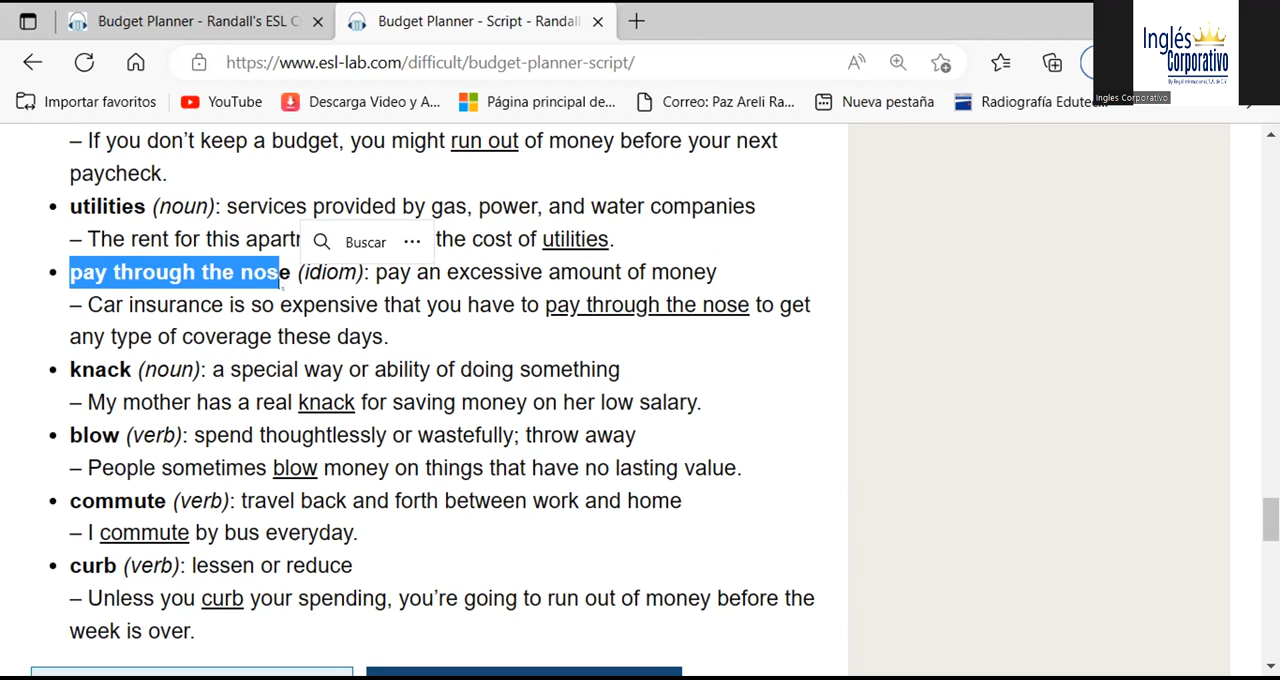 Budget Planner - Randall's ESL C
Budget Planner - Script - Randall
https://www.esl-lab.com/difficult/budget-planner-script/
Importar favoritos YouTube Descarga Video y A... Página principal de... Correo: Paz Areli Ra... Nueva pestaña Radiografía Edutec...
Inglés
Corporativo
Ingles Corporativo
– If you don’t keep a budget, you might run out of money before your next
paycheck.
• utilities (noun): services provided by gas, power, and water companies
– The rent for this apartr the cost of utilities.
Buscar ...
• pay through the nose (idiom): pay an excessive amount of money
– Car insurance is so expensive that you have to pay through the nose to get
any type of coverage these days.
• knack (noun): a special way or ability of doing something
– My mother has a real knack for saving money on her low salary.
• blow (verb): spend thoughtlessly or wastefully; throw away
– People sometimes blow money on things that have no lasting value.
• commute (verb): travel back and forth between work and home
– I commute by bus everyday.
• curb (verb): lessen or reduce
– Unless you curb your spending, you’re going to run out of money before the
week is over.